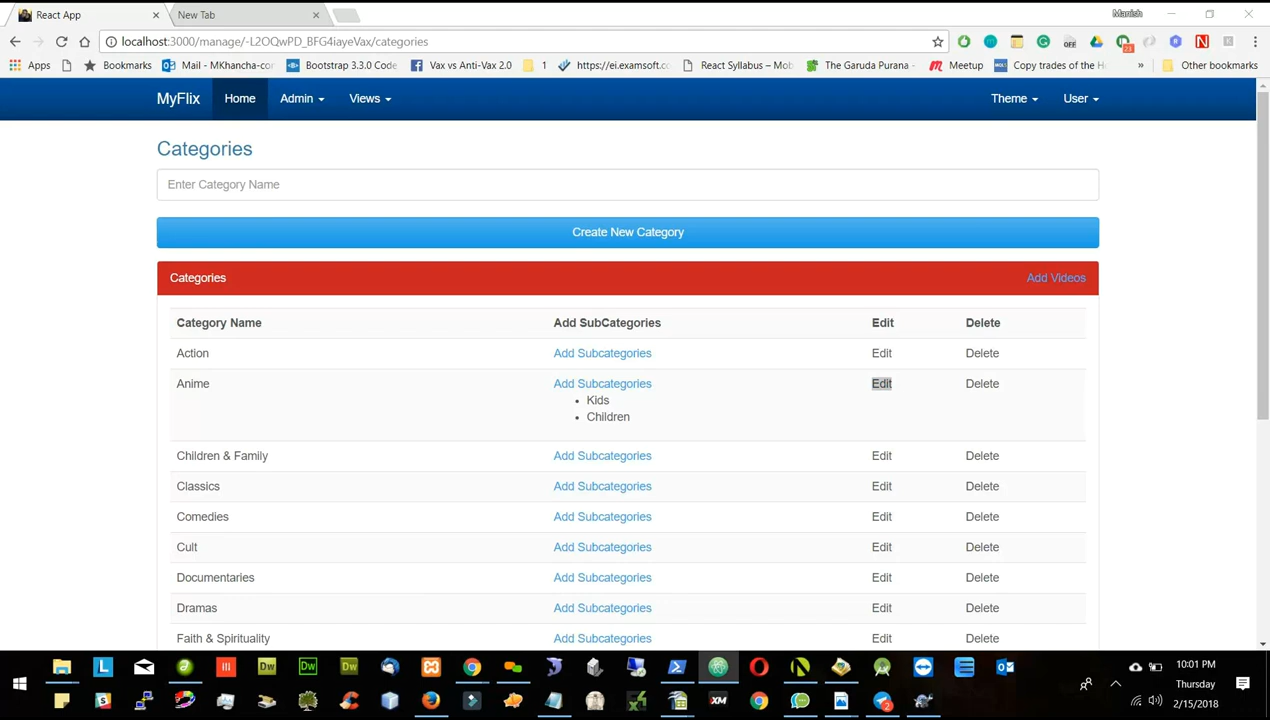 React App
New Tab
Manish
localhost:3000/manage/-L2OQwPD_BFG4iayeVax/categories
Apps Bookmarks Mail - MKhancha-cor Bootstrap 3.3.0 Code Vax vs Anti-Vax 2.0 1 https://ei.examsoft.co React Syllabus – Mob The Garuda Purana - Meetup Copy trades of the Ho » Other bookmarks
MyFlix Home Admin Views Theme User
Categories
Enter Category Name
Create New Category
Categories Add Videos
Category Name Add SubCategories Edit Delete
Action Add Subcategories Edit Delete
Anime Add Subcategories Edit Delete
Kids
Children
Children & Family Add Subcategories Edit Delete
Classics Add Subcategories Edit Delete
Comedies Add Subcategories Edit Delete
Cult Add Subcategories Edit Delete
Documentaries Add Subcategories Edit Delete
Dramas Add Subcategories Edit Delete
Faith & Spirituality Add Subcategories Edit Delete
10:01 PM
Thursday
2/15/2018